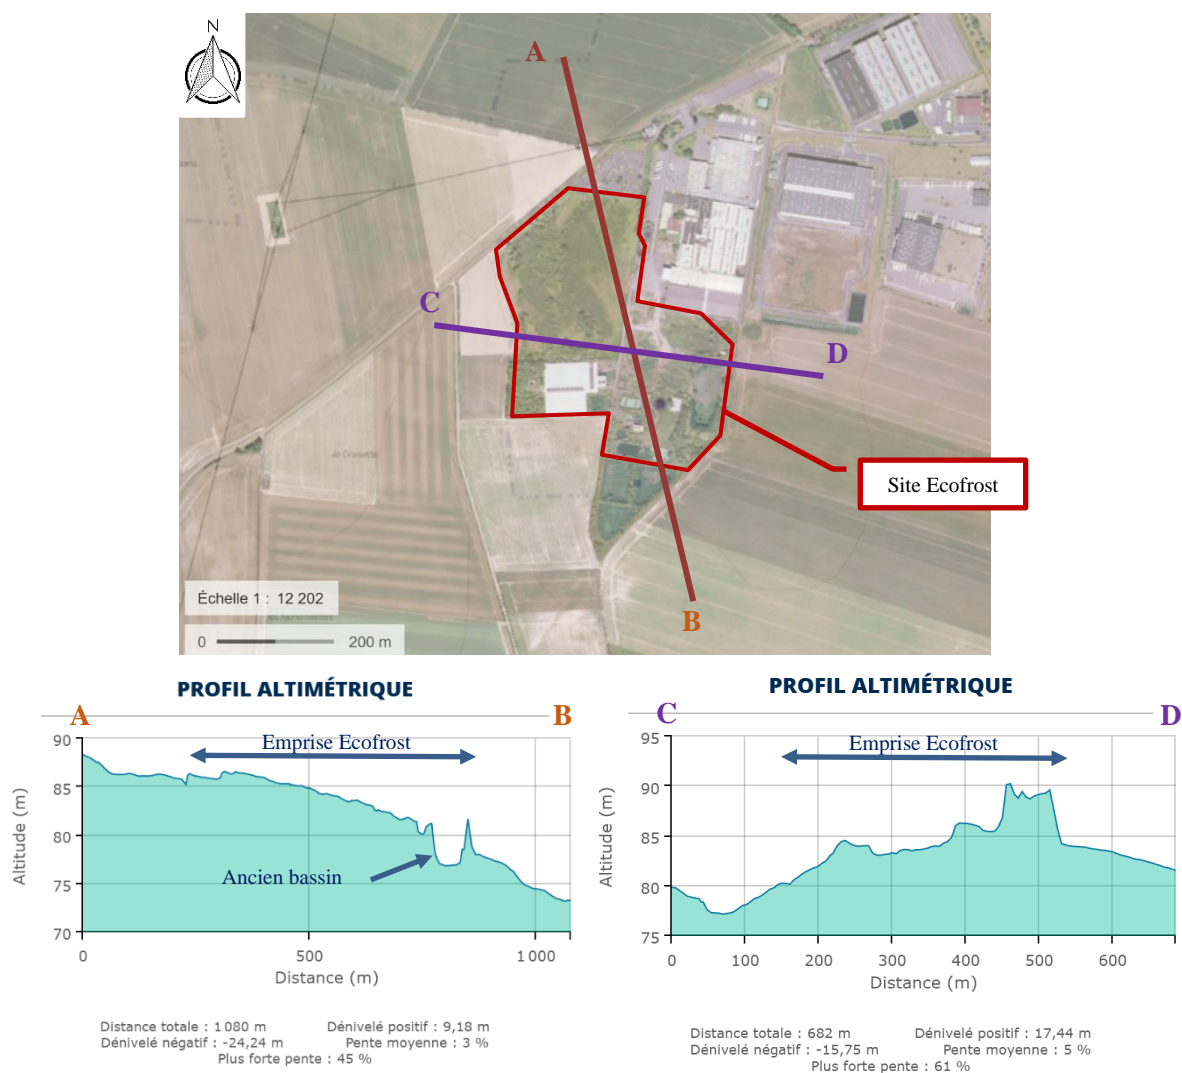 N
A
C
D
Site Ecofrost
B
Échelle 1 : 12 202
0 200 m
PROFIL ALTIMÉTRIQUE
A B
Emprise Ecofrost
90
85
80
75
70
Altitude (m)
Ancien bassin
0 500 1000
Distance (m)
Distance totale : 1 080 m Dénivelé positif : 9,18 m
Dénivelé négatif : -24,24 m Pente moyenne : 3 %
Plus forte pente : 45 %
PROFIL ALTIMÉTRIQUE
C D
Emprise Ecofrost
95
90
85
80
75
Altitude (m)
0 100 200 300 400 500 600
Distance (m)
Distance totale : 682 m Dénivelé positif : 17,44 m
Dénivelé négatif : -15,75 m Pente moyenne : 5 %
Plus forte pente : 61 %